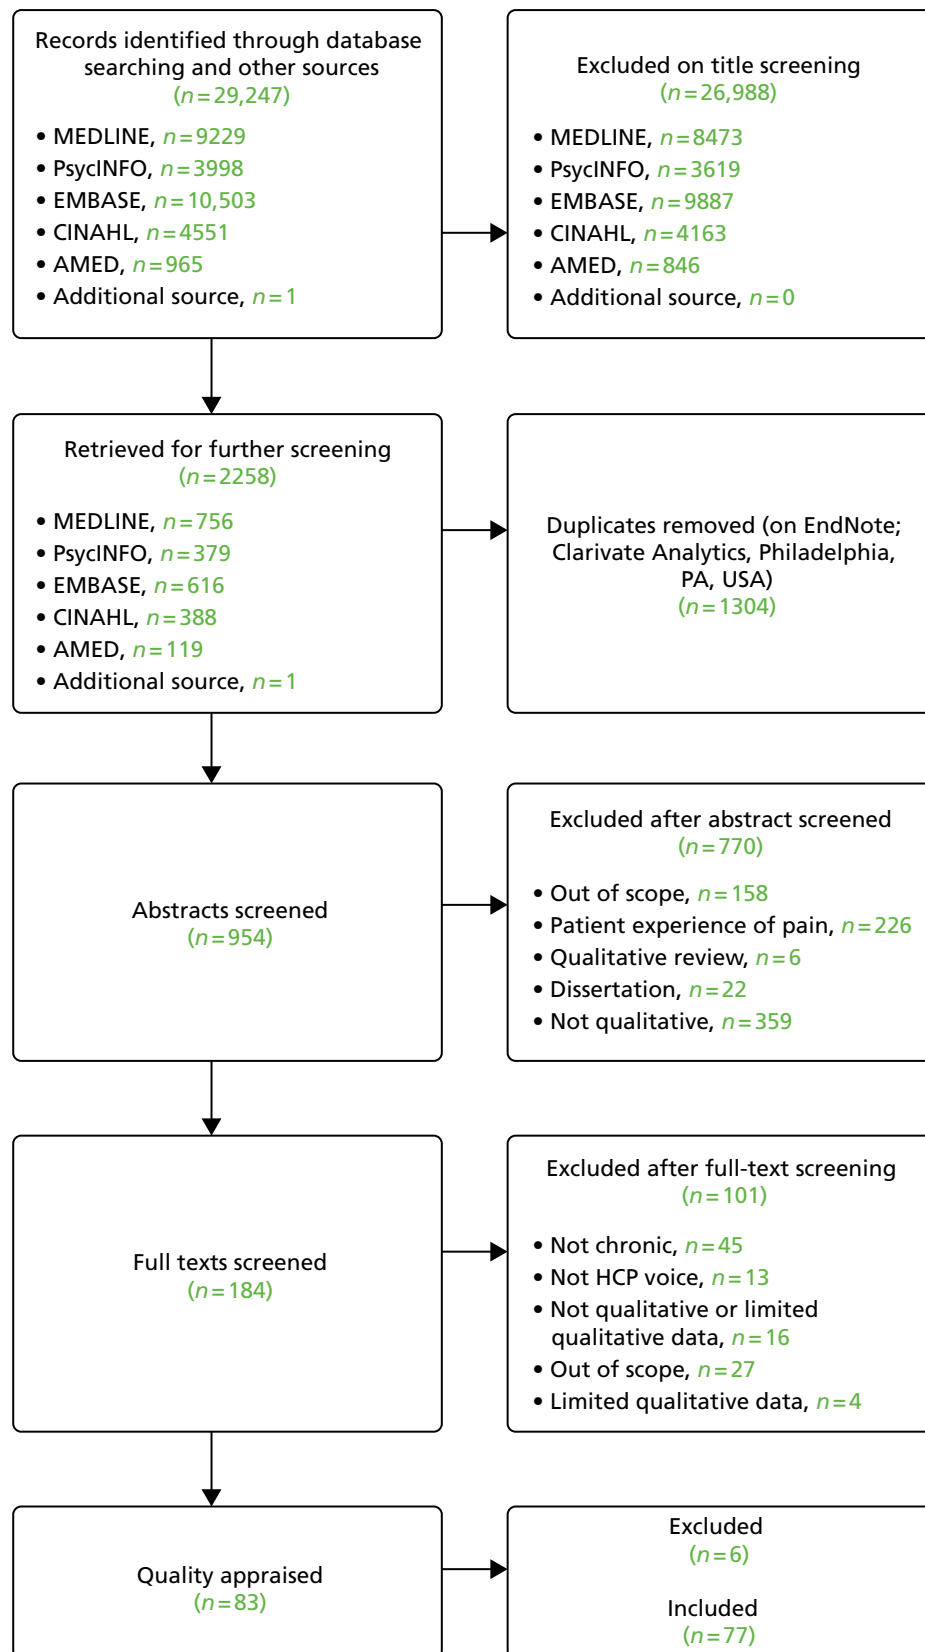 Records identified through database
searching and other sources
(n=29,247)
• MEDLINE, n=9229
• PsycINFO, n=3998
• EMBASE, n=10,503
• CINAHL, n=4551
• AMED, n=965
• Additional source, n=1
Excluded on title screening
(n=26,988)
• MEDLINE, n=8473
• PsycINFO, n=3619
• EMBASE, n=9887
• CINAHL, n=4163
• AMED, n=846
• Additional source, n=0
Retrieved for further screening
(n=2258)
• MEDLINE, n=756
• PsycINFO, n=379
• EMBASE, n=616
• CINAHL, n=388
• AMED, n=119
• Additional source, n=1
Duplicates removed (on EndNote;
Clarivate Analytics, Philadelphia,
PA, USA)
(n=1304)
Abstracts screened
(n=954)
Excluded after abstract screened
(n=770)
• Out of scope, n=158
• Patient experience of pain, n=226
• Qualitative review, n=6
• Dissertation, n=22
• Not qualitative, n=359
Full texts screened
(n=184)
Excluded after full-text screening
(n=101)
• Not chronic, n=45
• Not HCP voice, n=13
• Not qualitative or limited
qualitative data, n=16
• Out of scope, n=27
• Limited qualitative data, n=4
Quality appraised
(n=83)
Excluded
(n=6)
Included
(n=77)